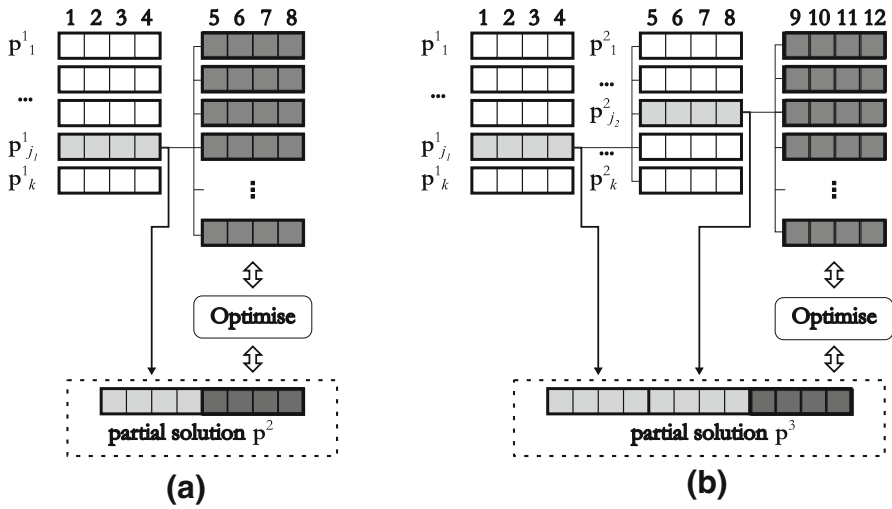 1 2 3 4 5 6 7 8
p¹₁
...
p¹ⱼ₁
p¹ₖ
Optimise
partial solution p²
(a)
1 2 3 4 5 6 7 8 9 10 11 12
p¹₁ p²₁
... ...
p²ⱼ₂
p¹ⱼ₁ ...
p¹ₖ p²ₖ
Optimise
partial solution p³
(b)